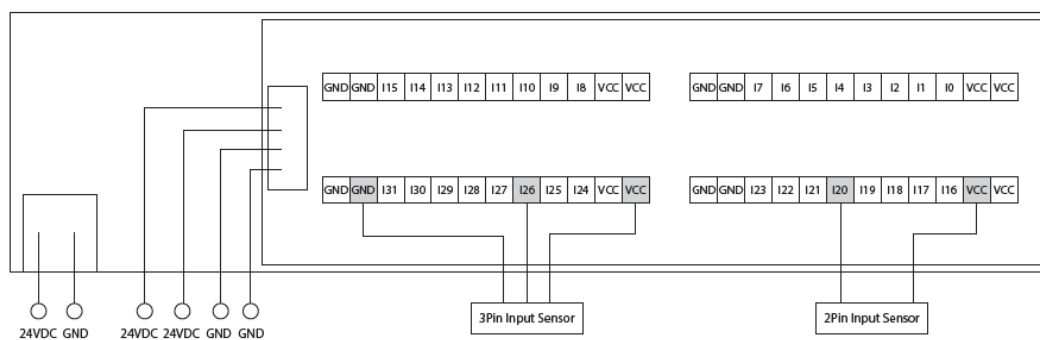 GND GND I15 I14 I13 I12 I11 I10 I9 I8 VCC VCC
GND GND I7 I6 I5 I4 I3 I2 I1 I0 VCC VCC
GND GND I31 I30 I29 I28 I27 I26 I25 I24 VCC VCC
GND GND I23 I22 I21 I20 I19 I18 I17 I16 VCC VCC
24VDC GND 24VDC 24VDC GND GND
3Pin Input Sensor
2Pin Input Sensor